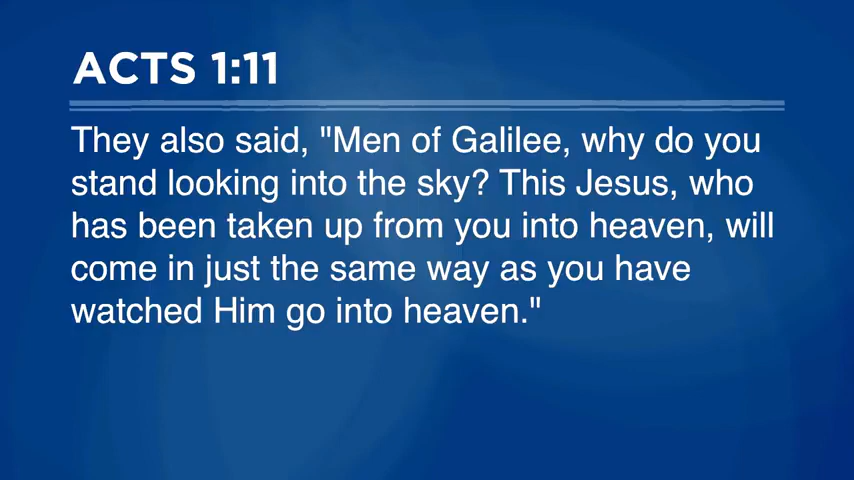 ACTS 1:11
They also said, "Men of Galilee, why do you
stand looking into the sky? This Jesus, who
has been taken up from you into heaven, will
come in just the same way as you have
watched Him go into heaven."